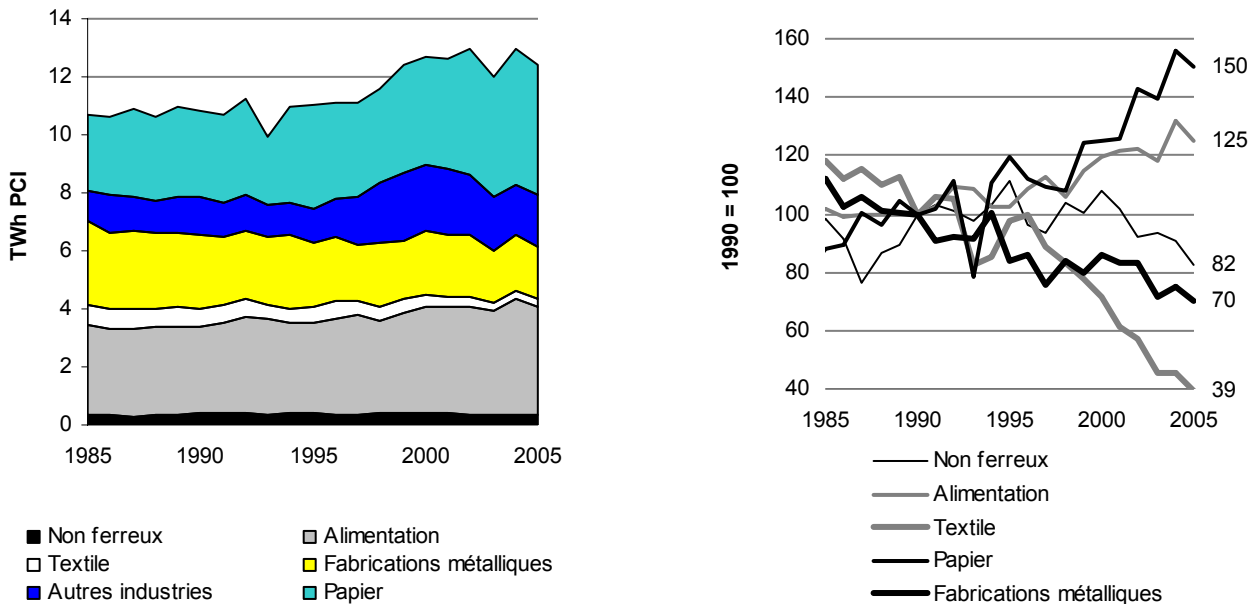 TWh PCI
14
12
10
8
6
4
2
0
1985 1990 1995 2000 2005
Non ferreux Alimentation
Textile Fabrications métalliques
Autres industries Papier
1990 = 100
160
140
120
100
80
60
40
150
125
82
70
39
1985 1990 1995 2000 2005
Non ferreux
Alimentation
Textile
Papier
Fabrications métalliques